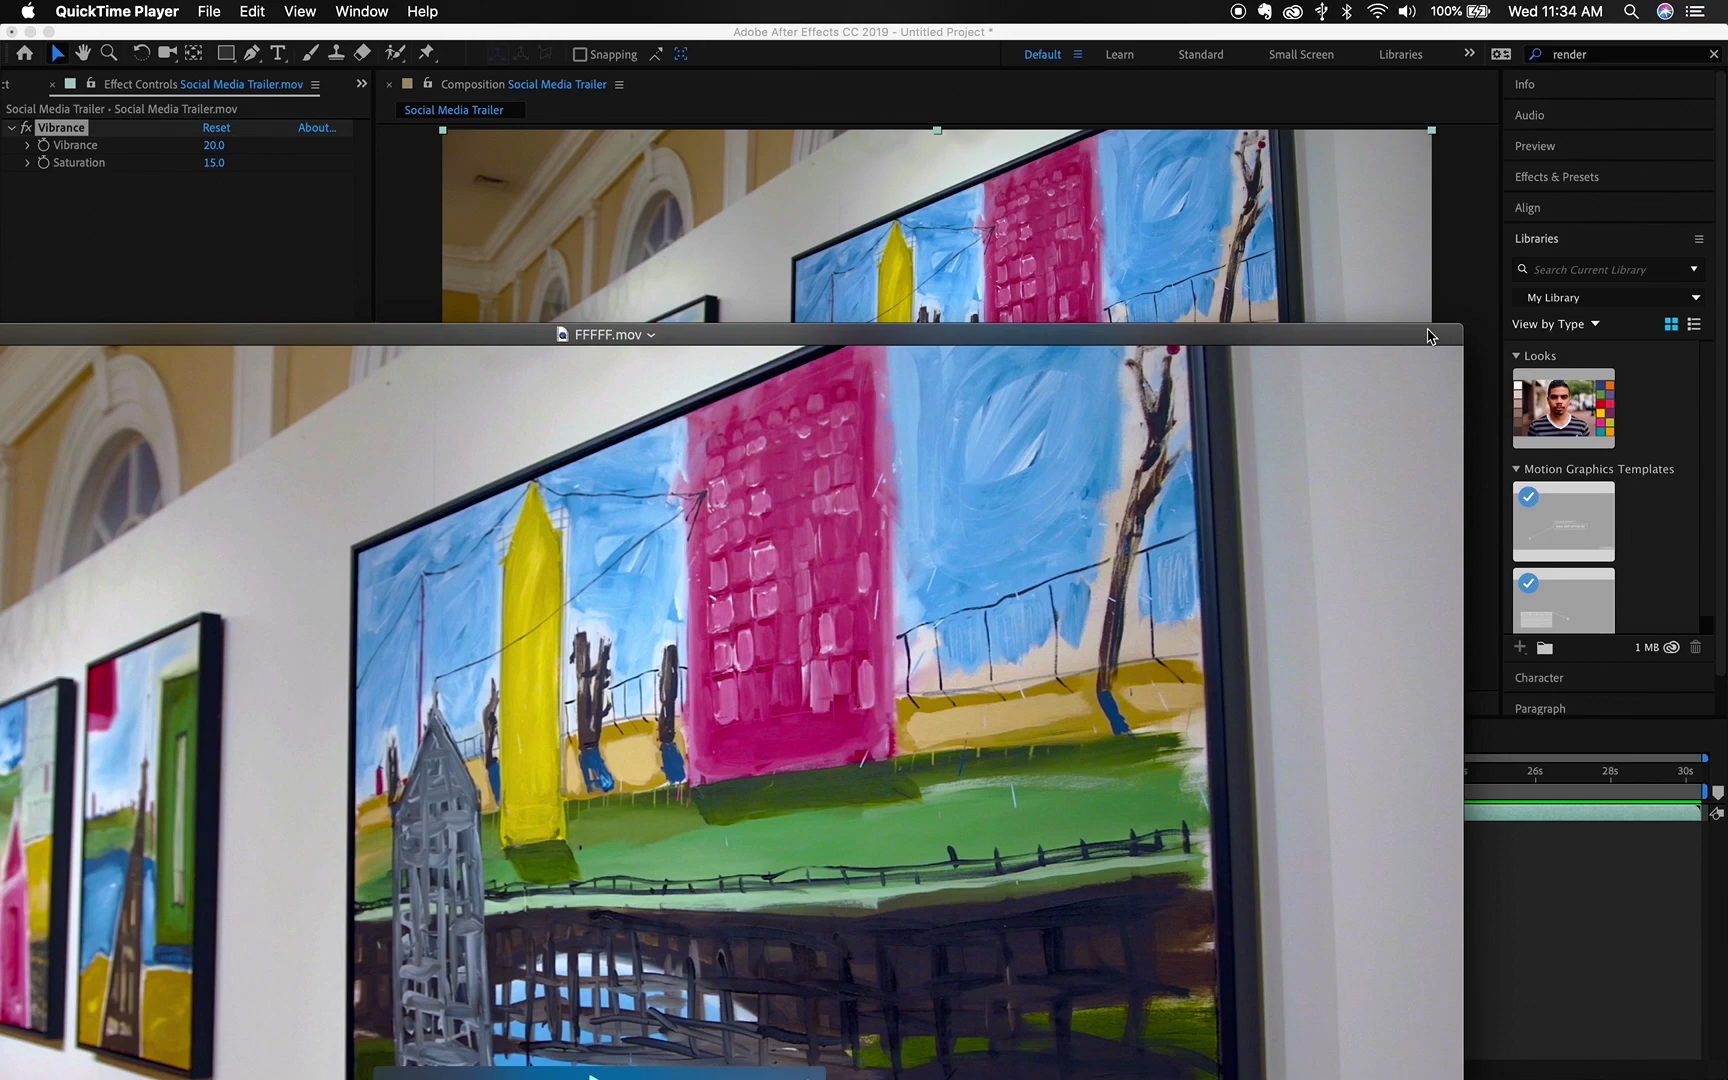 QuickTime Player File Edit View Window Help 100% Wed 11:34 AM
Adobe After Effects CC 2019 - Untitled Project *
Snapping Default Learn Standard Small Screen Libraries render
ct Effect Controls Social Media Trailer.mov Composition Social Media Trailer Info
Social Media Trailer • Social Media Trailer.mov Social Media Trailer Audio
fx Vibrance Reset About...
Vibrance 20.0 Preview
Saturation 15.0
Effects & Presets
Align
Libraries
Search Current Library
My Library
View by Type
FFFFF.mov
Looks
Motion Graphics Templates
1 MB
Character
Paragraph
s 26s 28s 30s